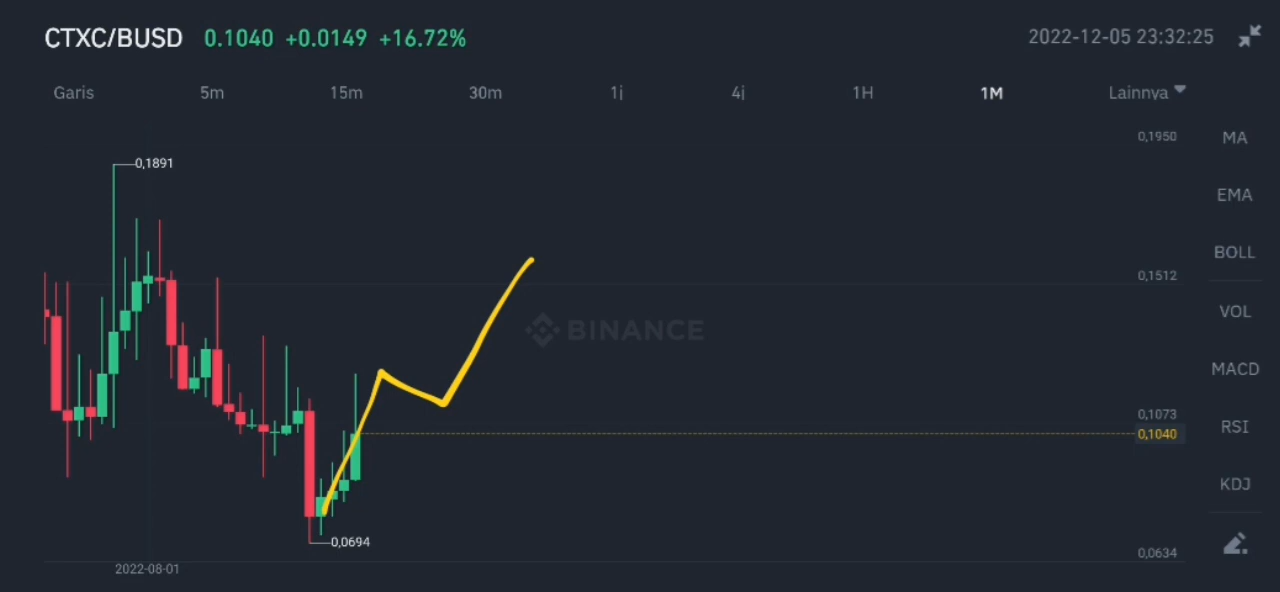 CTXC/BUSD 0.1040 +0.0149 +16.72% 2022-12-05 23:32:25
Garis 5m 15m 30m 1j 4j 1H 1M Lainnya
0,1950 MA
0,1891
EMA
BOLL
0,1512
VOL
BINANCE
MACD
0,1073
RSI
0,1040
KDJ
0,0694
0,0634
2022-08-01